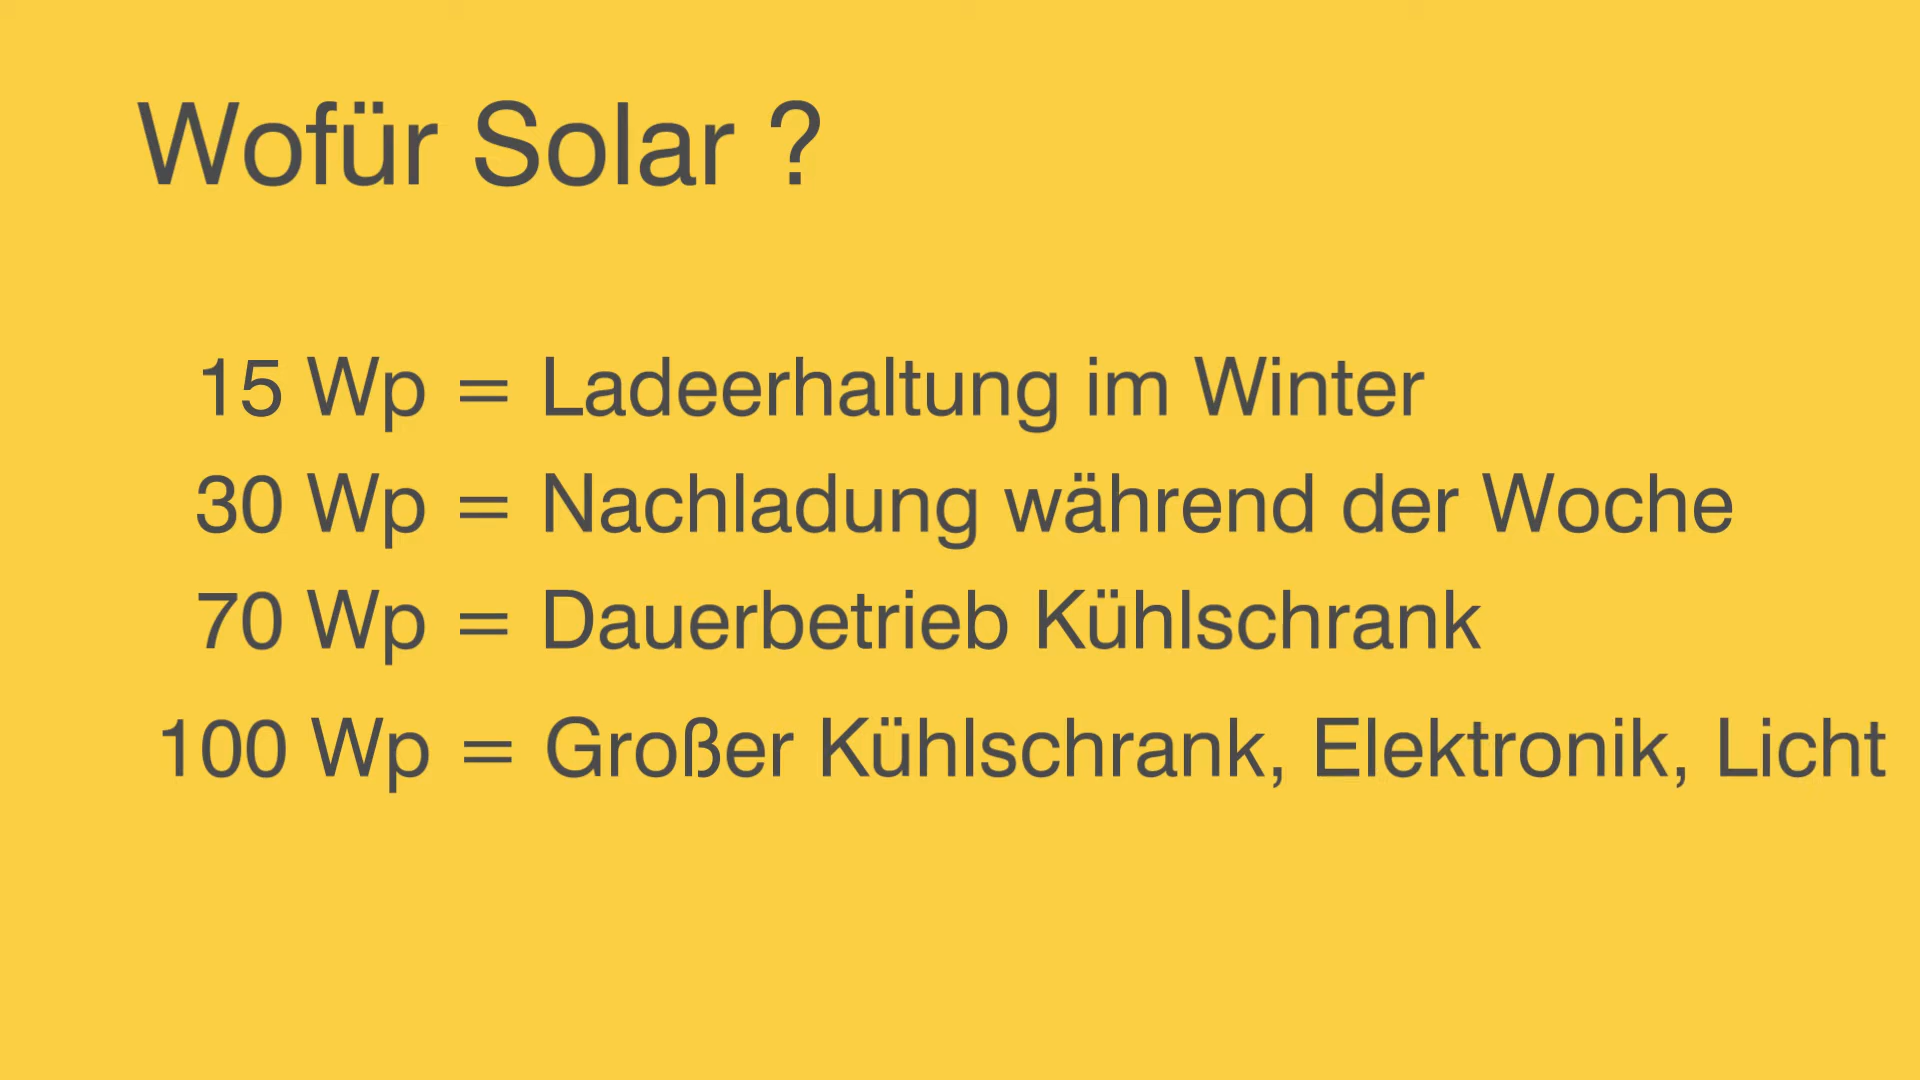 Wofür Solar ?
15 Wp = Ladeerhaltung im Winter
30 Wp = Nachladung während der Woche
70 Wp = Dauerbetrieb Kühlschrank
100 Wp = Großer Kühlschrank, Elektronik, Licht